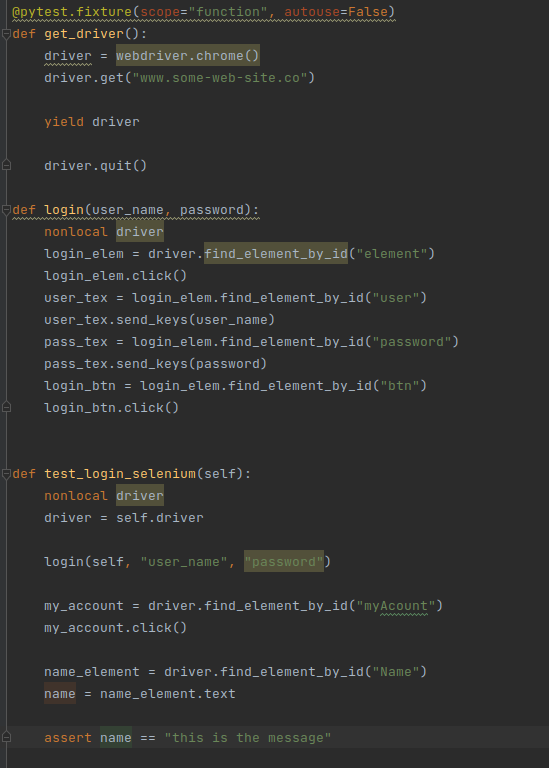 @pytest.fixture(scope="function", autouse=False)
def get_driver():
    driver = webdriver.chrome()
    driver.get("www.some-web-site.co")

    yield driver

    driver.quit()

def login(user_name, password):
    nonlocal driver
    login_elem = driver.find_element_by_id("element")
    login_elem.click()
    user_tex = login_elem.find_element_by_id("user")
    user_tex.send_keys(user_name)
    pass_tex = login_elem.find_element_by_id("password")
    pass_tex.send_keys(password)
    login_btn = login_elem.find_element_by_id("btn")
    login_btn.click()


def test_login_selenium(self):
    nonlocal driver
    driver = self.driver

    login(self, "user_name", "password")

    my_account = driver.find_element_by_id("myAcount")
    my_account.click()

    name_element = driver.find_element_by_id("Name")
    name = name_element.text

    assert name == "this is the message"